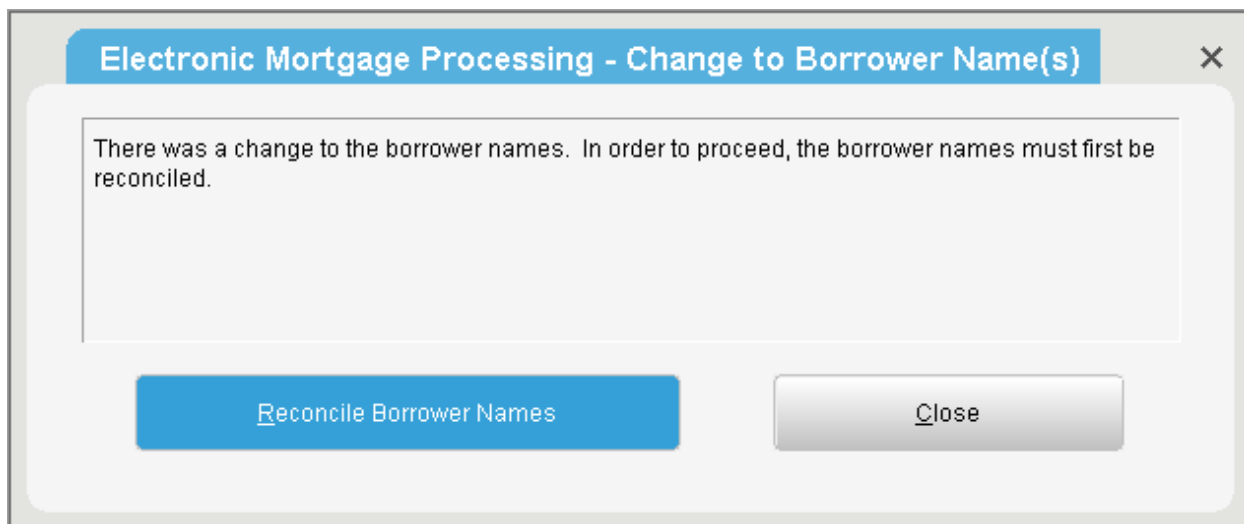 Electronic Mortgage Processing - Change to Borrower Name(s)
There was a change to the borrower names.  In order to proceed, the borrower names must first be
reconciled.
Reconcile Borrower Names
Close